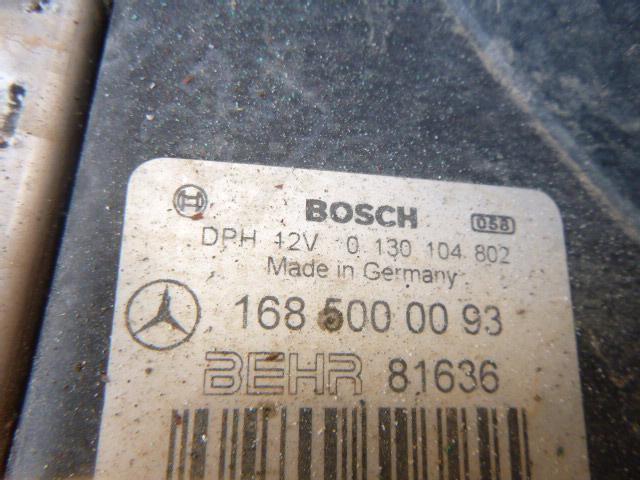 BOSCH 058
DPH 12V 0 130 104 802
Made in Germany
168 500 00 93
BEHR 81636